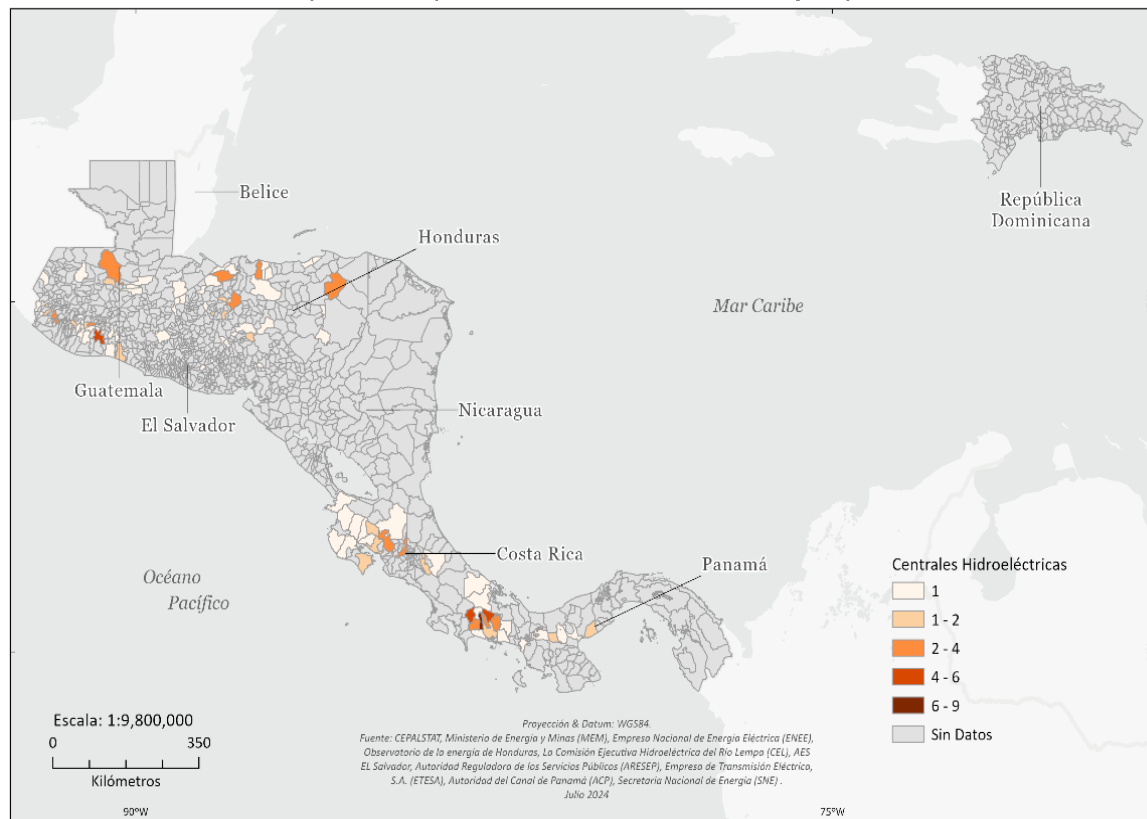 Belice
Honduras
República
Dominicana
Mar Caribe
Guatemala
El Salvador
Nicaragua
Costa Rica
Panamá
Océano
Pacífico
Centrales Hidroeléctricas
1
1 - 2
2 - 4
4 - 6
6 - 9
Sin Datos
Escala: 1:9,800,000
0 350
Kilómetros
Proyección & Datum: WGS84.
Fuente: CEPALSTAT, Ministerio de Energía y Minas (MEM), Empresa Nacional de Energía Eléctrica (ENEE),
Observatorio de la energía de Honduras, La Comisión Ejecutiva Hidroeléctrica del Río Lempa (CEL), AES
EL Salvador, Autoridad Reguladora de los Servicios Públicos (ARESEP), Empresa de Transmisión Eléctrica,
S.A. (ETESA), Autoridad del Canal de Panamá (ACP), Secretaría Nacional de Energía (SNE) .
Julio 2024
90°W 75°W